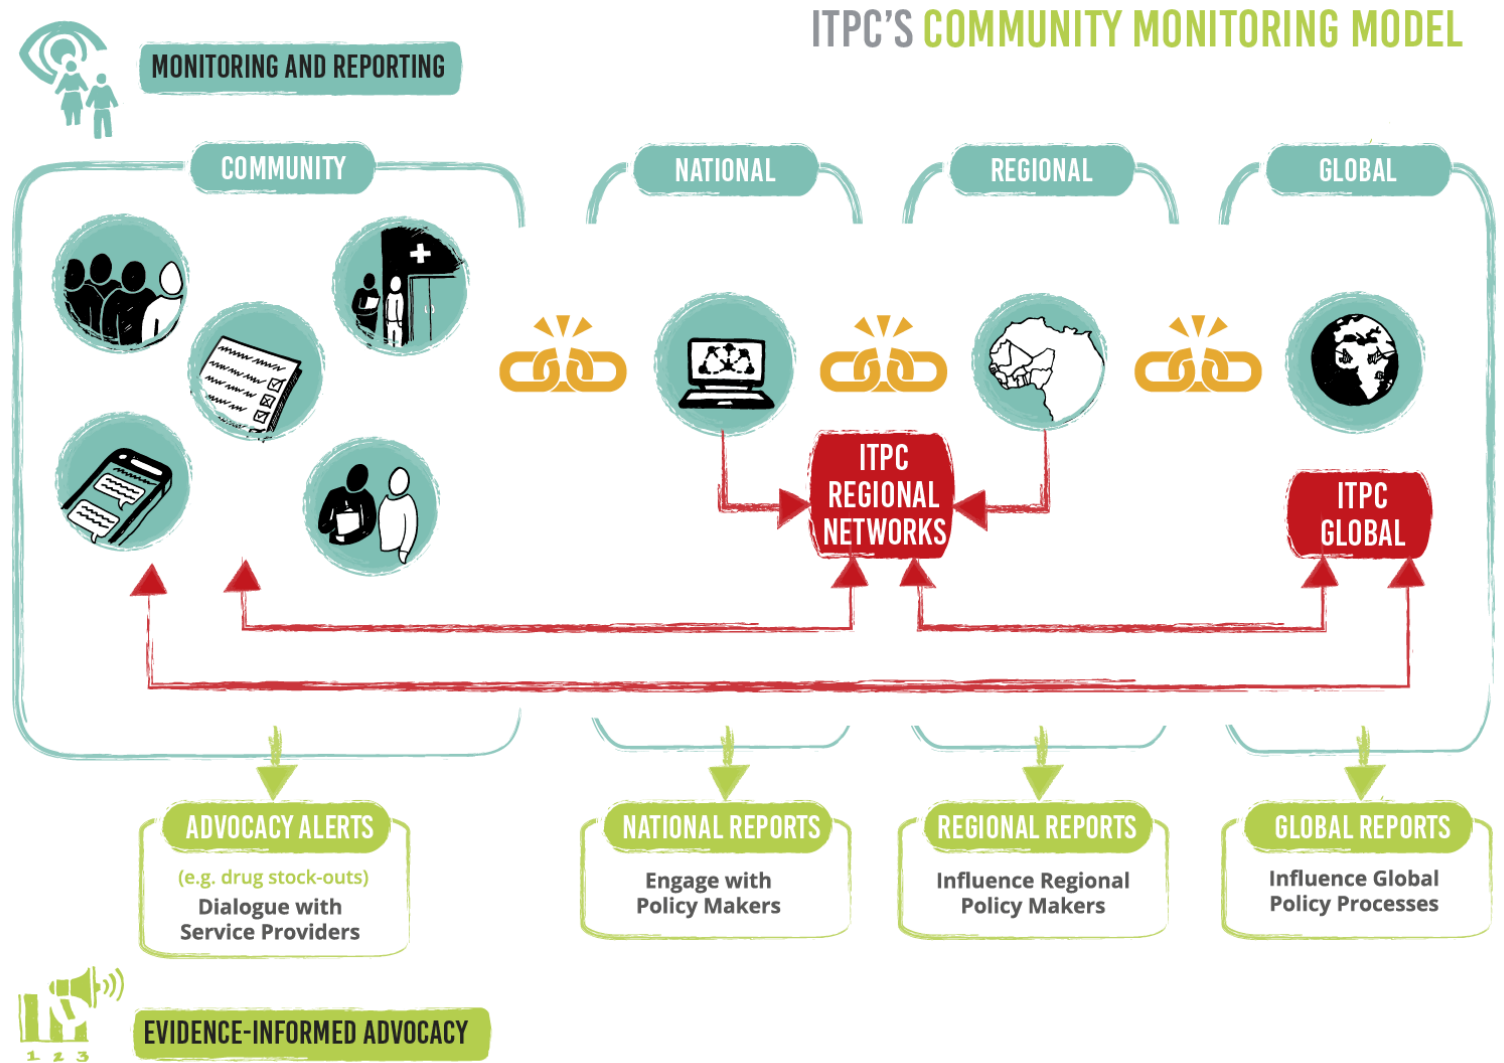 ITPC'S COMMUNITY MONITORING MODEL
MONITORING AND REPORTING
COMMUNITY
NATIONAL
REGIONAL
GLOBAL
ITPC
REGIONAL
NETWORKS
ITPC
GLOBAL
ADVOCACY ALERTS
(e.g. drug stock-outs)
Dialogue with
Service Providers
NATIONAL REPORTS
Engage with
Policy Makers
REGIONAL REPORTS
Influence Regional
Policy Makers
GLOBAL REPORTS
Influence Global
Policy Processes
1 2 3
EVIDENCE-INFORMED ADVOCACY